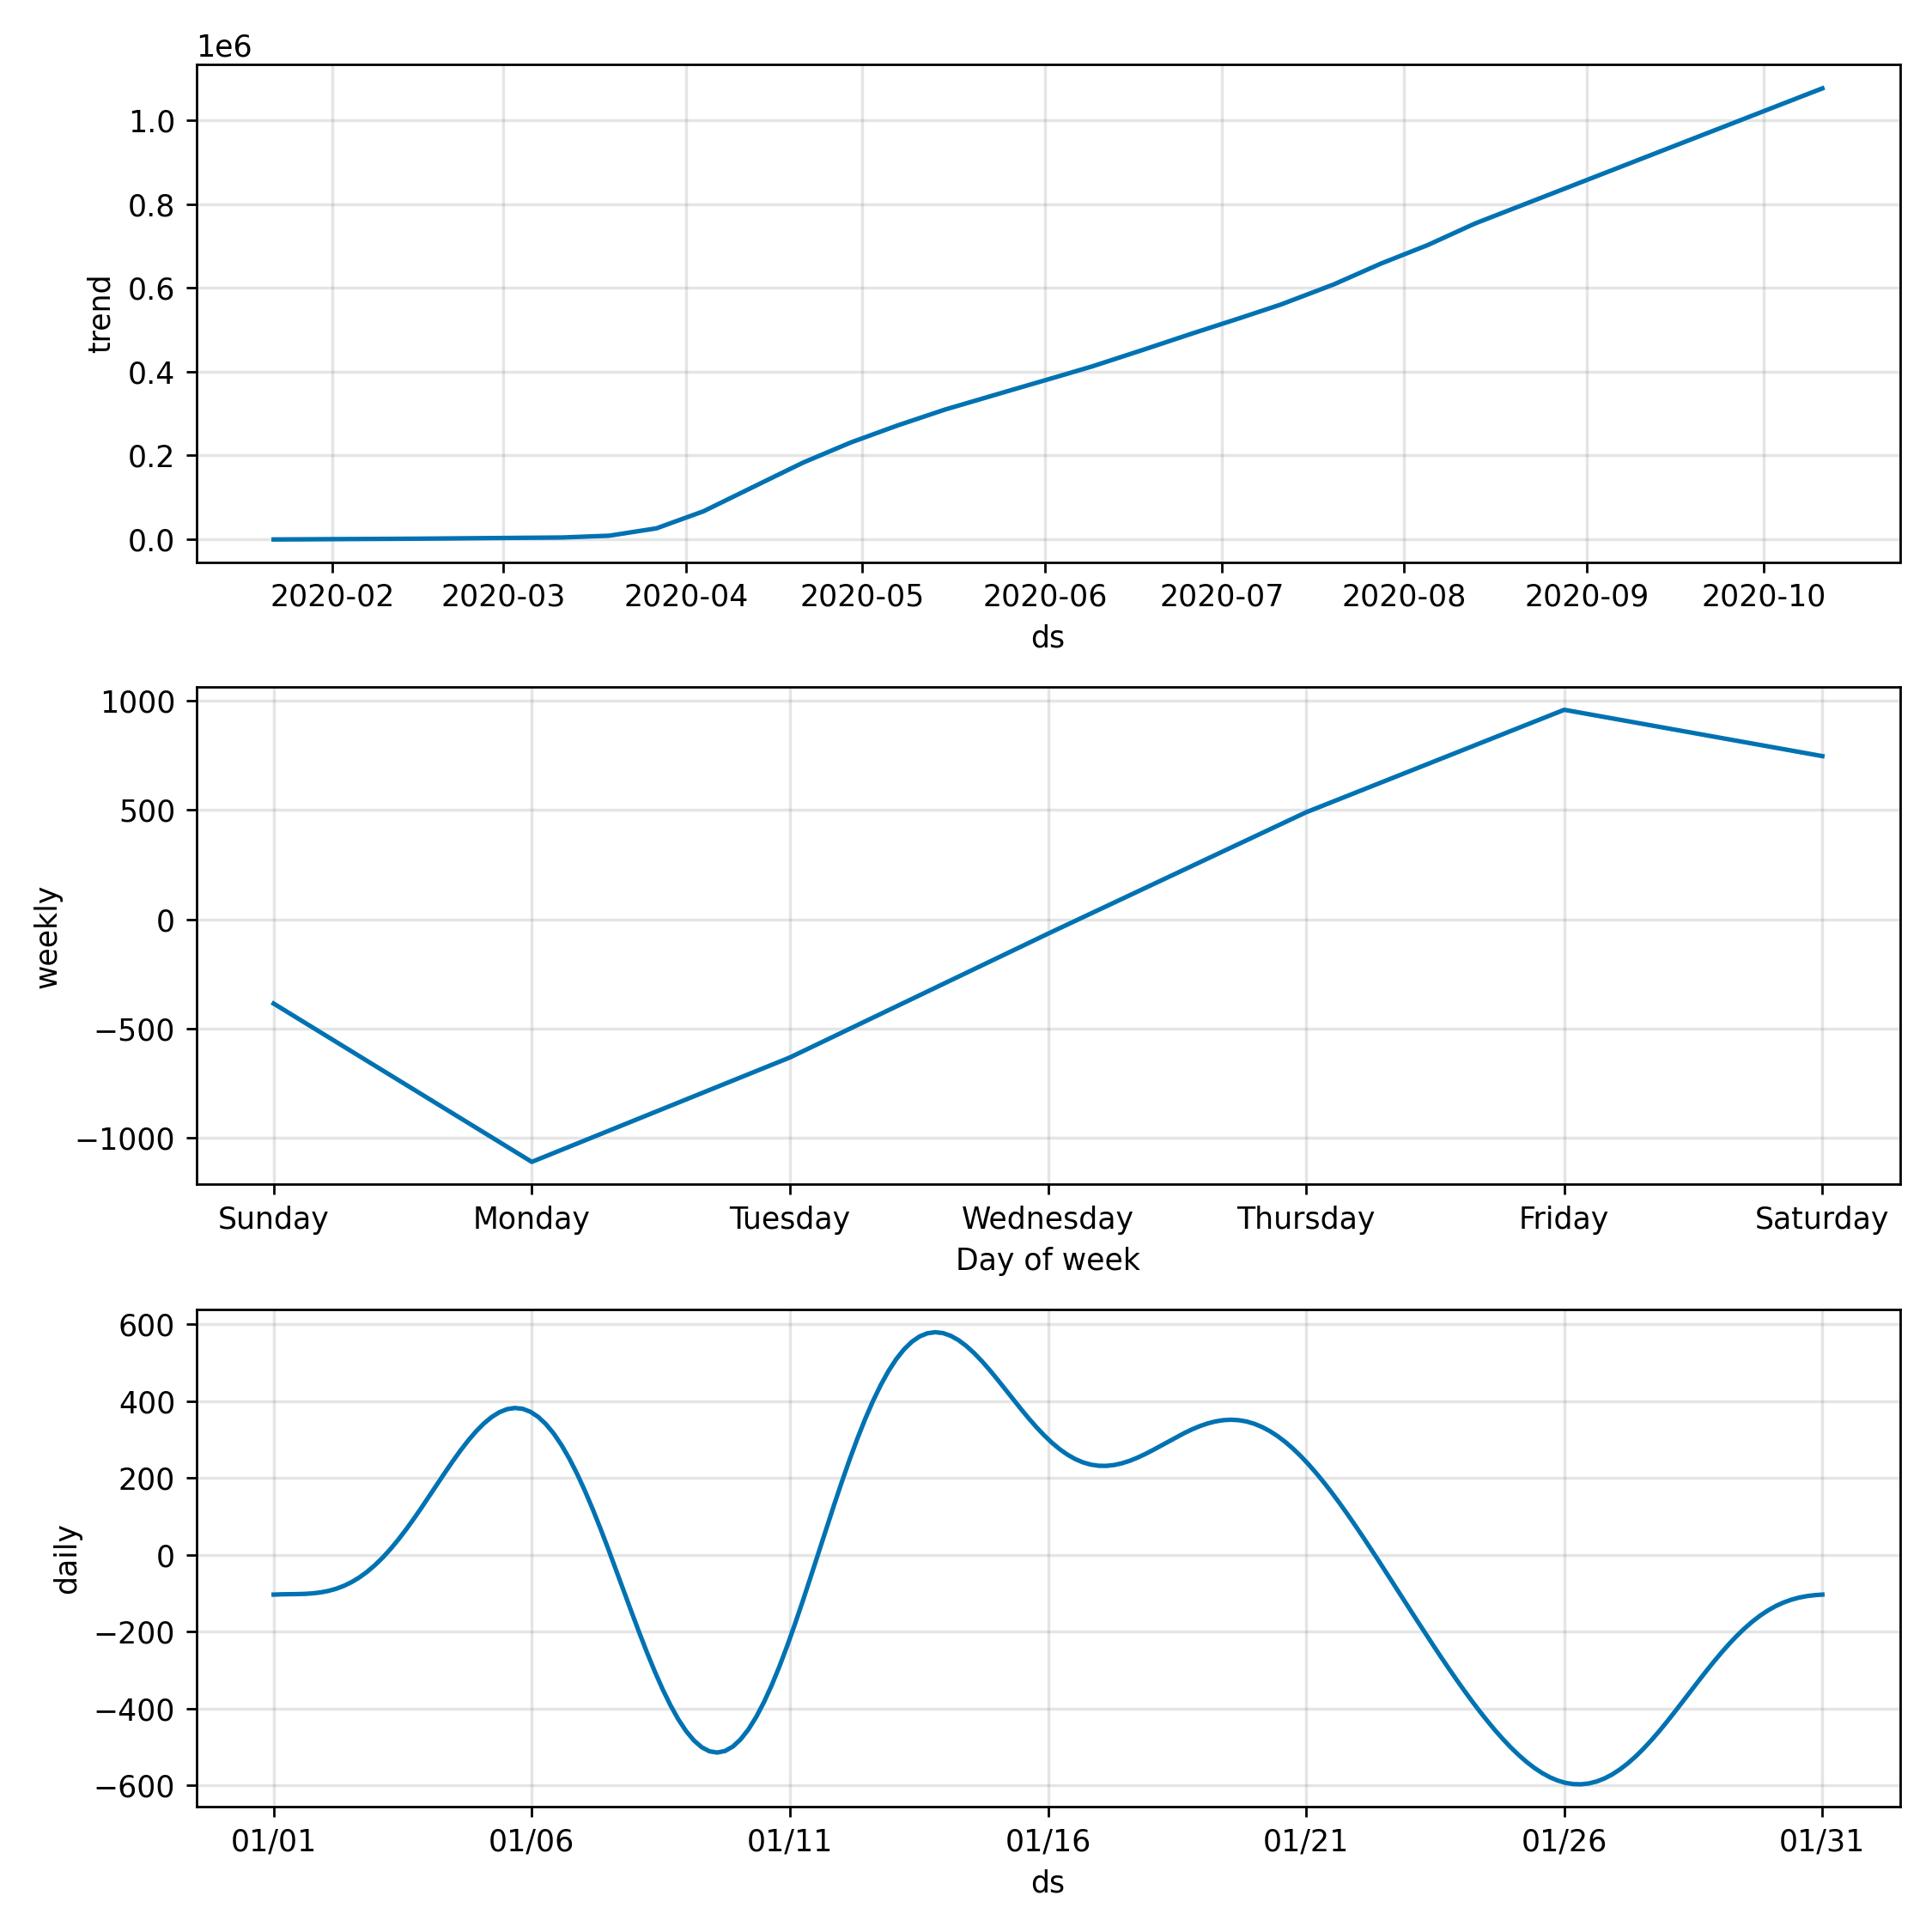 1e6
1.0
0.8
0.6
0.4
0.2
0.0
trend
2020-02 2020-03 2020-04 2020-05 2020-06 2020-07 2020-08 2020-09 2020-10
ds
1000
500
0
−500
−1000
weekly
Sunday Monday Tuesday Wednesday Thursday Friday Saturday
Day of week
600
400
200
0
−200
−400
−600
daily
01/01 01/06 01/11 01/16 01/21 01/26 01/31
ds